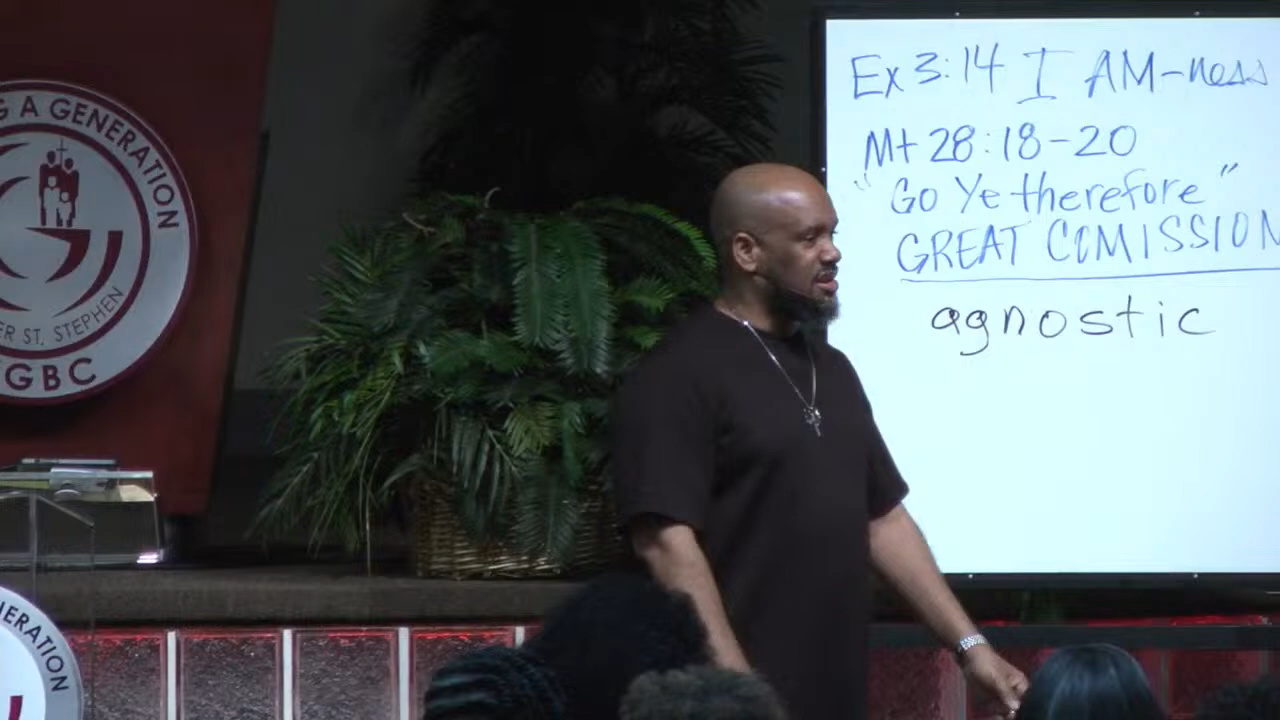 G A GENERATION
ER ST. STEPHEN
GBC
NERATION
Ex 3:14 I AM-ness
Mt 28:18-20
"Go Ye therefore"
GREAT COMISSION
agnostic